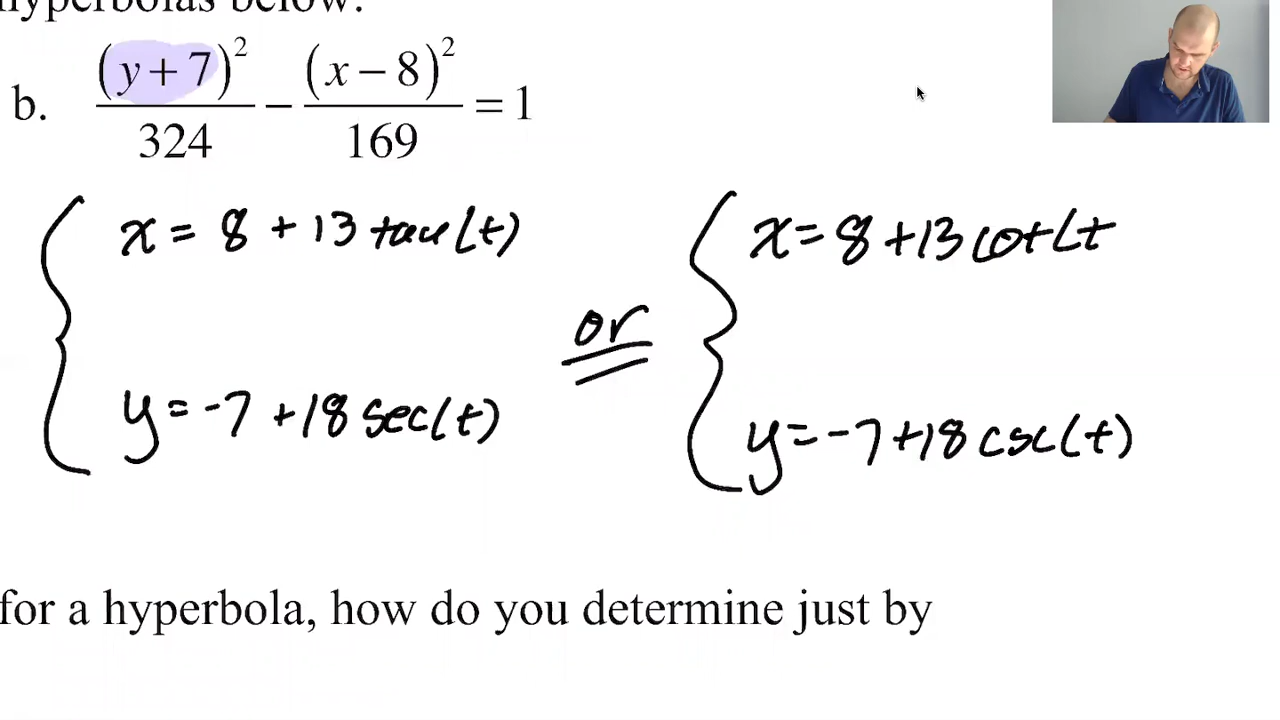 hyperbolas below.
b. (y + 7)² / 324 − (x − 8)² / 169 = 1
x = 8 + 13 tan(t)
y = -7 + 18 sec(t)
or
x = 8 + 13 cot(t
y = -7 + 18 csc(t)
for a hyperbola, how do you determine just by